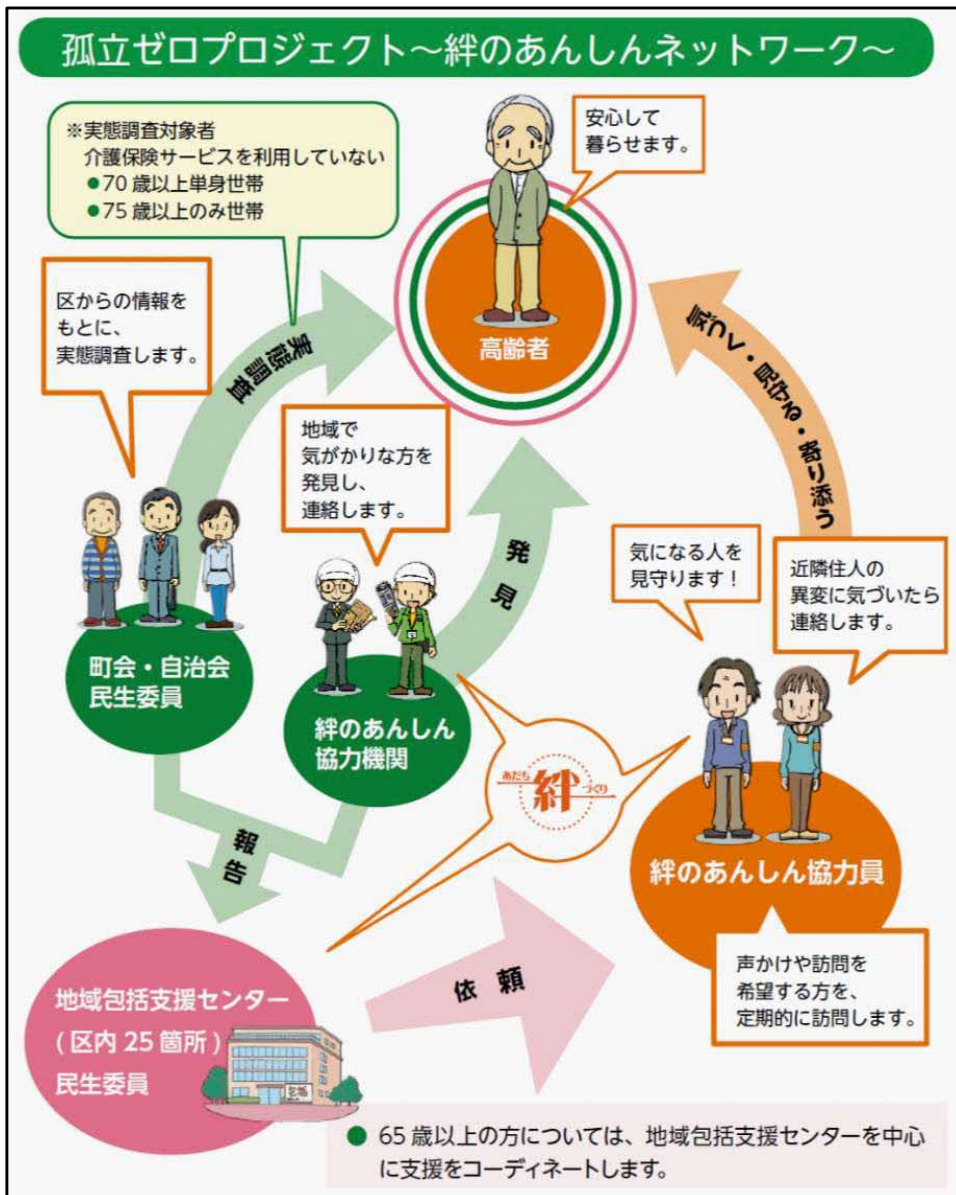 孤立ゼロプロジェクト～絆のあんしんネットワーク～
※実態調査対象者
介護保険サービスを利用していない
●70歳以上単身世帯
●75歳以上のみ世帯
安心して
暮らせます。
区からの情報を
もとに、
実態調査します。
実態調査
高齢者
気づく・見守る・寄り添う
地域で
気がかりな方を
発見し、
連絡します。
発見
気になる人を
見守ります！
近隣住人の
異変に気づいたら
連絡します。
町会・自治会
民生委員
絆のあんしん
協力機関
あだち
絆
づくり
絆のあんしん協力員
報告
声かけや訪問を
希望する方を、
定期的に訪問します。
依頼
地域包括支援センター
(区内25箇所)
民生委員
● 65歳以上の方については、地域包括支援センターを中心
に支援をコーディネートします。